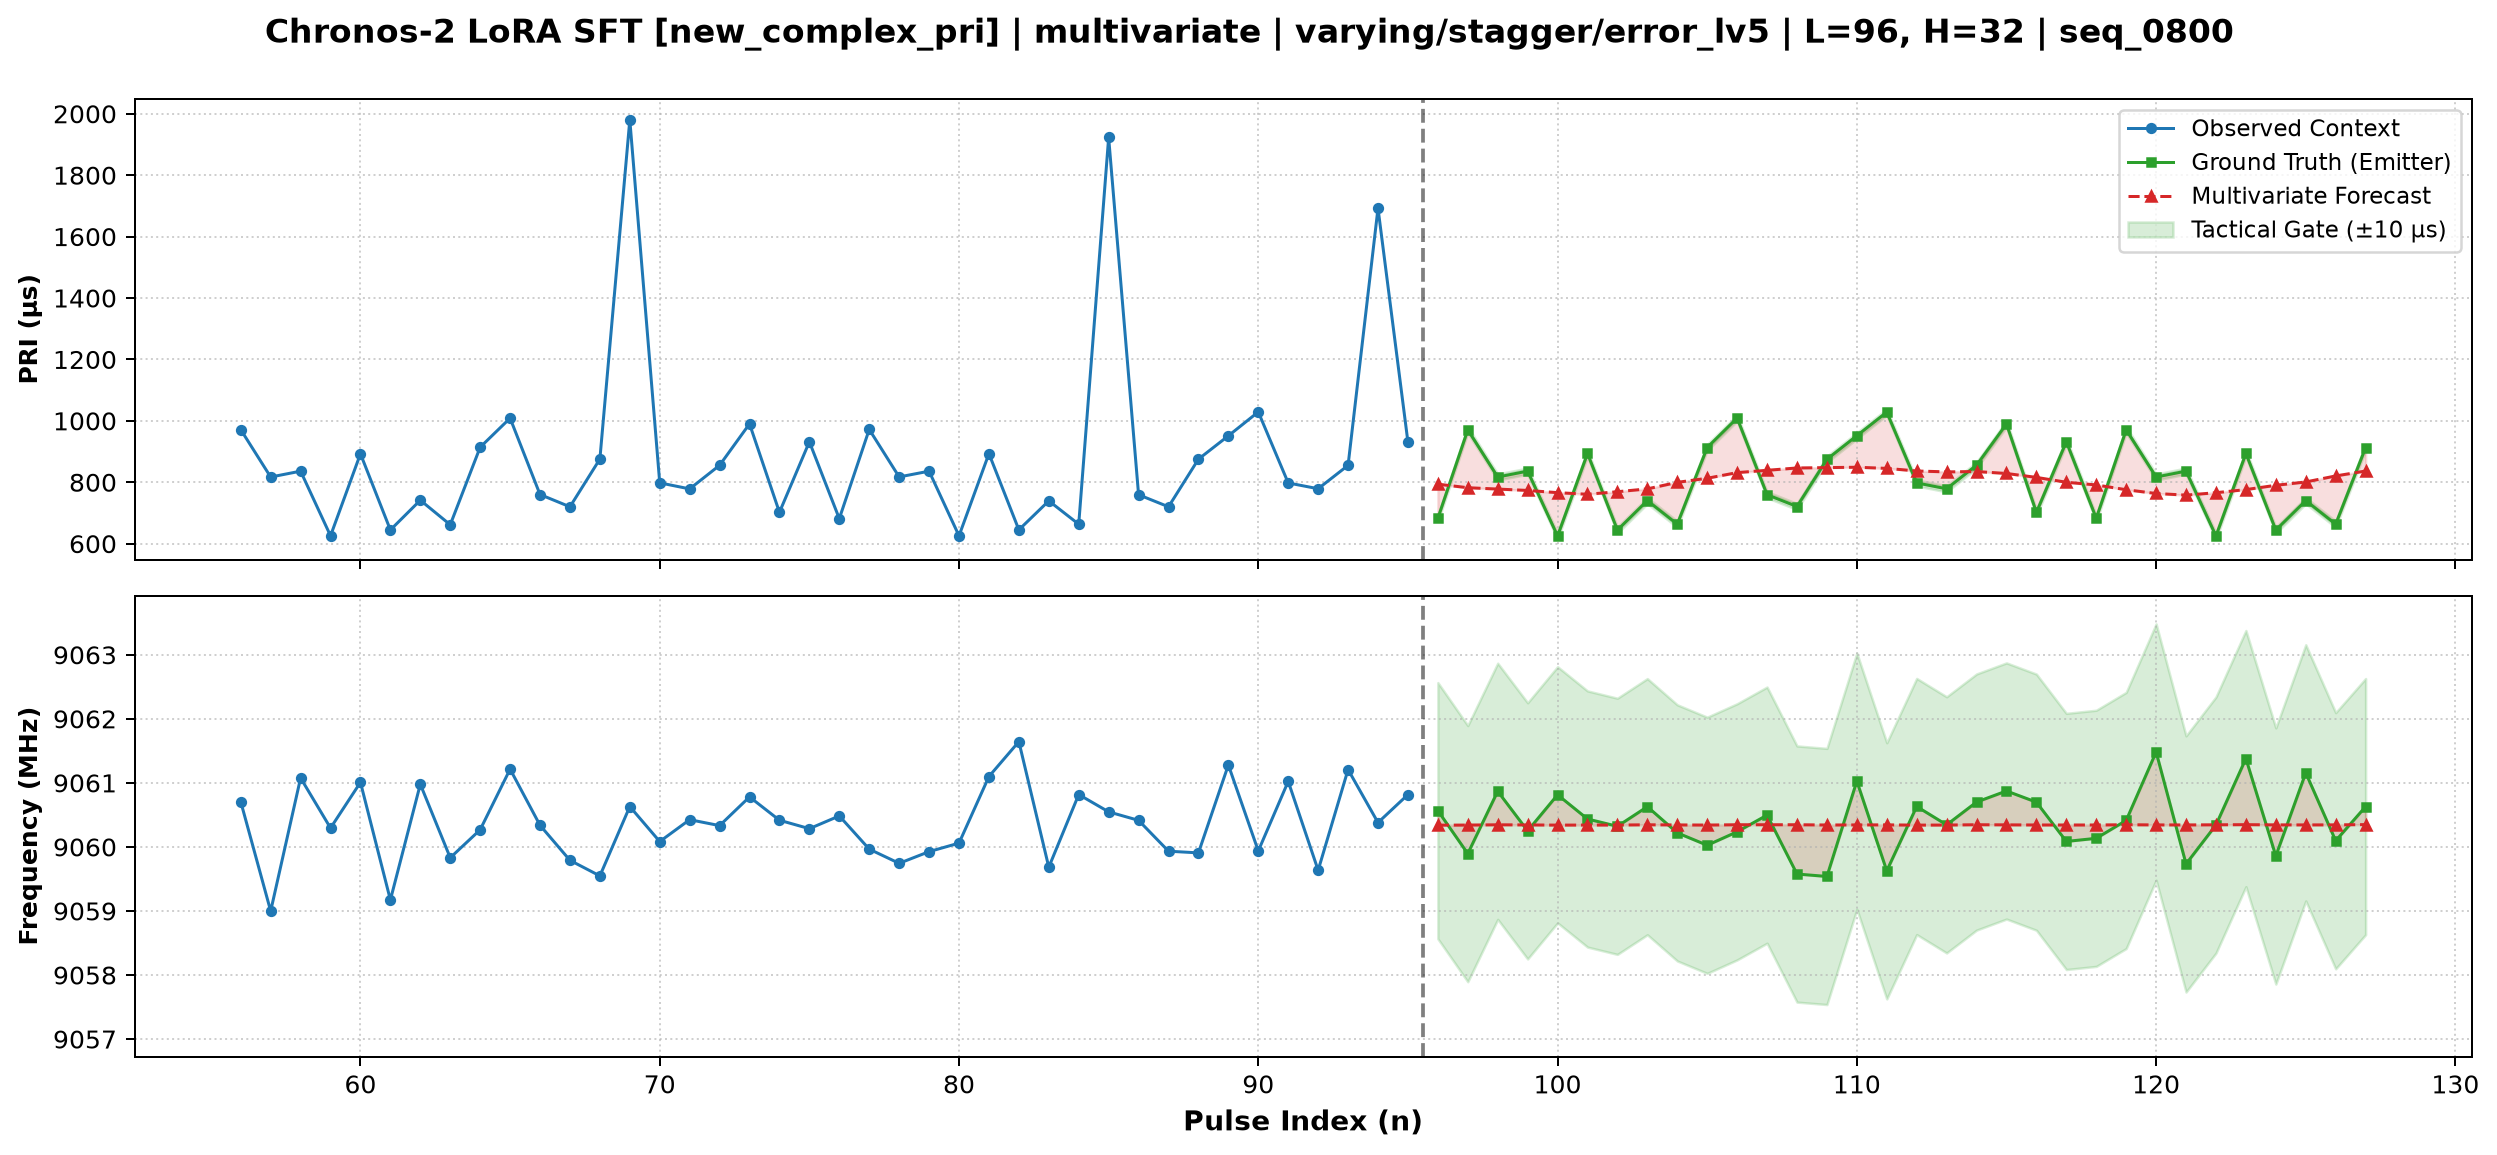 Chronos-2 LoRA SFT [new_complex_pri] | multivariate | varying/stagger/error_lv5 | L=96, H=32 | seq_0800
PRI (µs)
2000
1800
1600
1400
1200
1000
800
600
Observed Context
Ground Truth (Emitter)
Multivariate Forecast
Tactical Gate (±10 µs)
Frequency (MHz)
9063
9062
9061
9060
9059
9058
9057
60 70 80 90 100 110 120 130
Pulse Index (n)